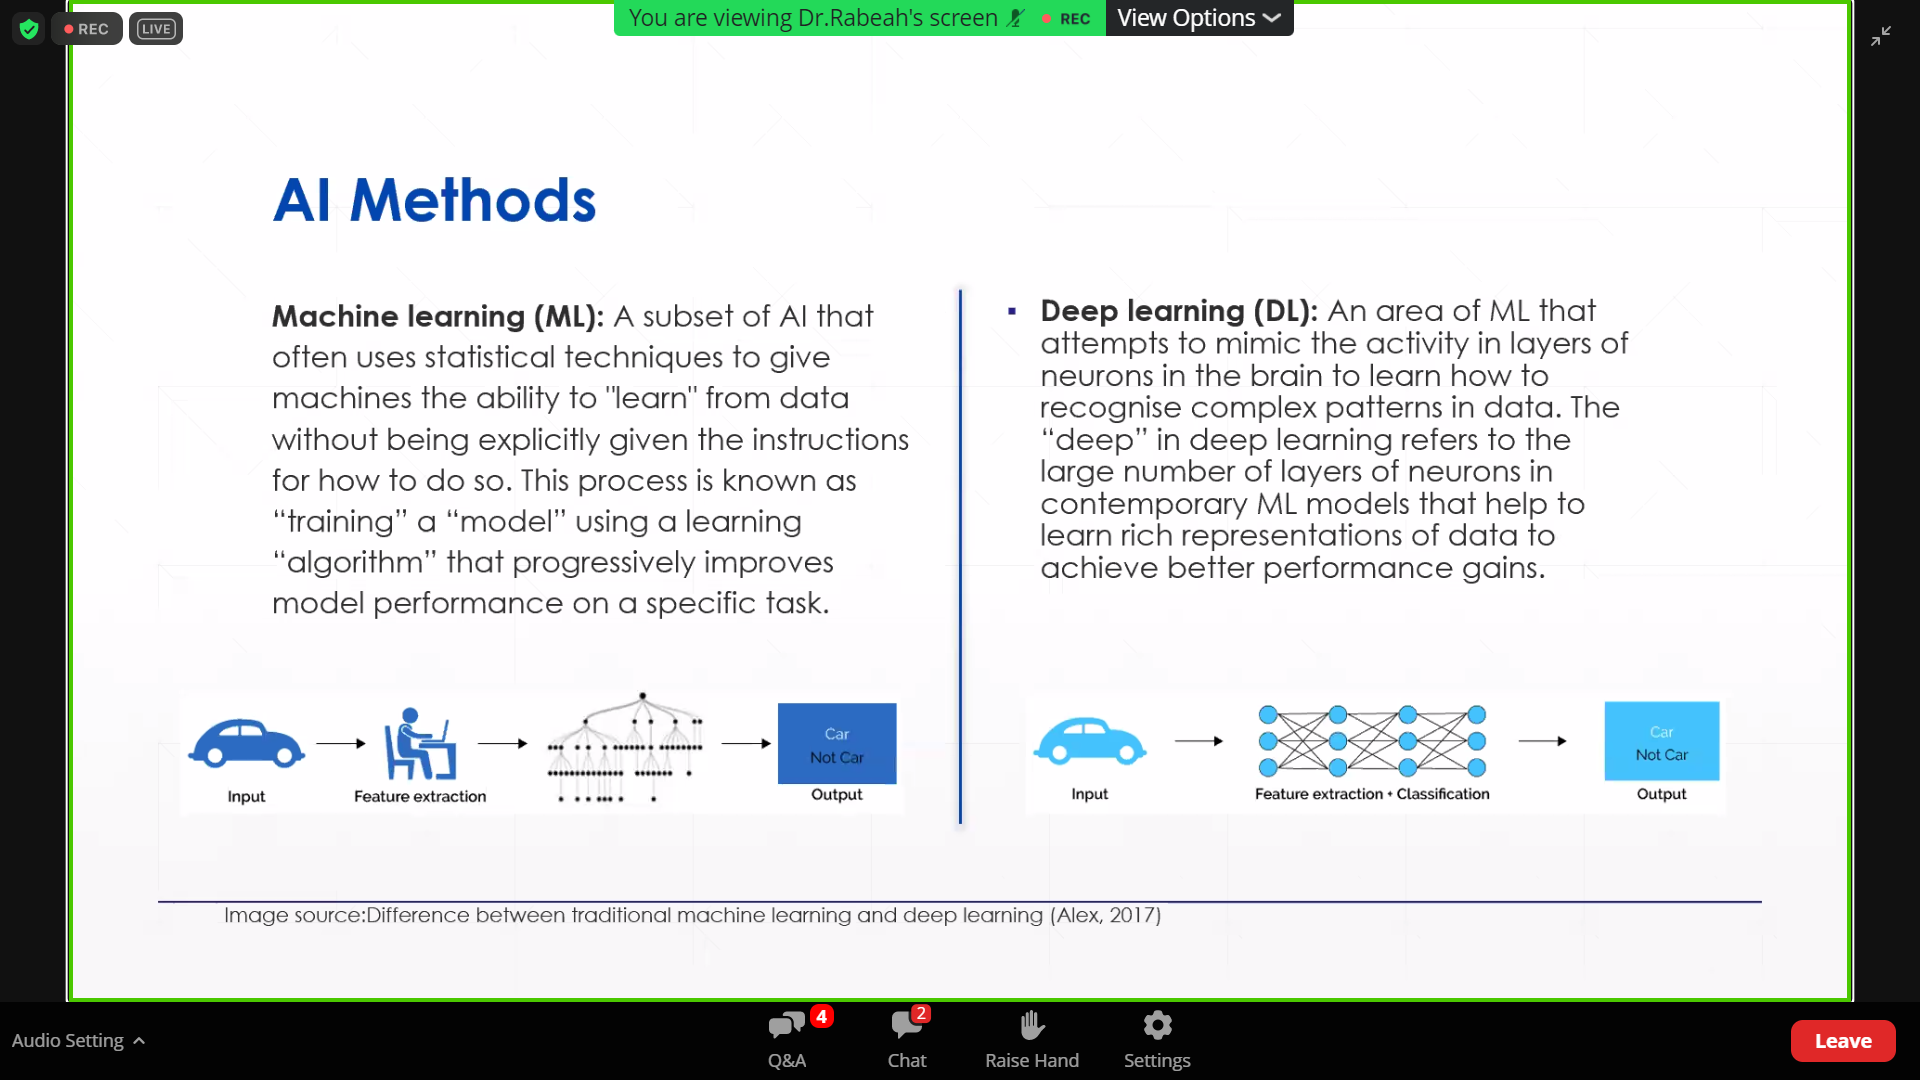 REC
LIVE
You are viewing Dr.Rabeah's screen
REC
View Options
AI Methods
Machine learning (ML): A subset of AI that
often uses statistical techniques to give
machines the ability to "learn" from data
without being explicitly given the instructions
for how to do so. This process is known as
“training” a “model” using a learning
“algorithm” that progressively improves
model performance on a specific task.
▪ Deep learning (DL): An area of ML that
attempts to mimic the activity in layers of
neurons in the brain to learn how to
recognise complex patterns in data. The
“deep” in deep learning refers to the
large number of layers of neurons in
contemporary ML models that help to
learn rich representations of data to
achieve better performance gains.
Input
Feature extraction
Car
Not Car
Output
Input
Feature extraction + Classification
Car
Not Car
Output
Image source:Difference between traditional machine learning and deep learning (Alex, 2017)
Audio Setting
4
Q&A
2
Chat
Raise Hand
Settings
Leave